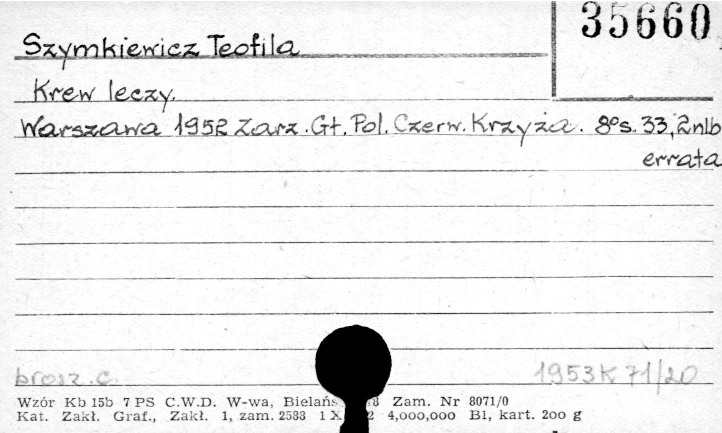 35660
Szymkiewicz Teofila
Krew leczy.
Warszawa 1952 Zarz. Gł. Pol. Czerw. Krzyża. 8° s. 33, 2nlb
errata
brosz. c. 1953 K 71/20
Wzór Kb 15b 7 PS C.W.D. W-wa, Bielańs 8 Zam. Nr 8071/0
Kat. Zakł. Graf., Zakł. 1, zam. 2583 1 X 2 4,000,000 B1, kart. 200 g